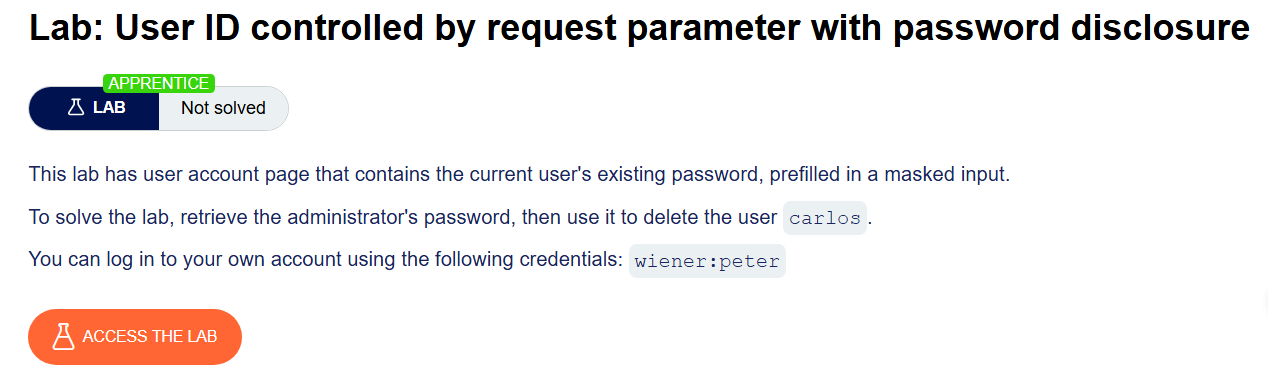 Lab: User ID controlled by request parameter with password disclosure
APPRENTICE
LAB Not solved
This lab has user account page that contains the current user's existing password, prefilled in a masked input.
To solve the lab, retrieve the administrator's password, then use it to delete the user carlos.
You can log in to your own account using the following credentials: wiener:peter
ACCESS THE LAB